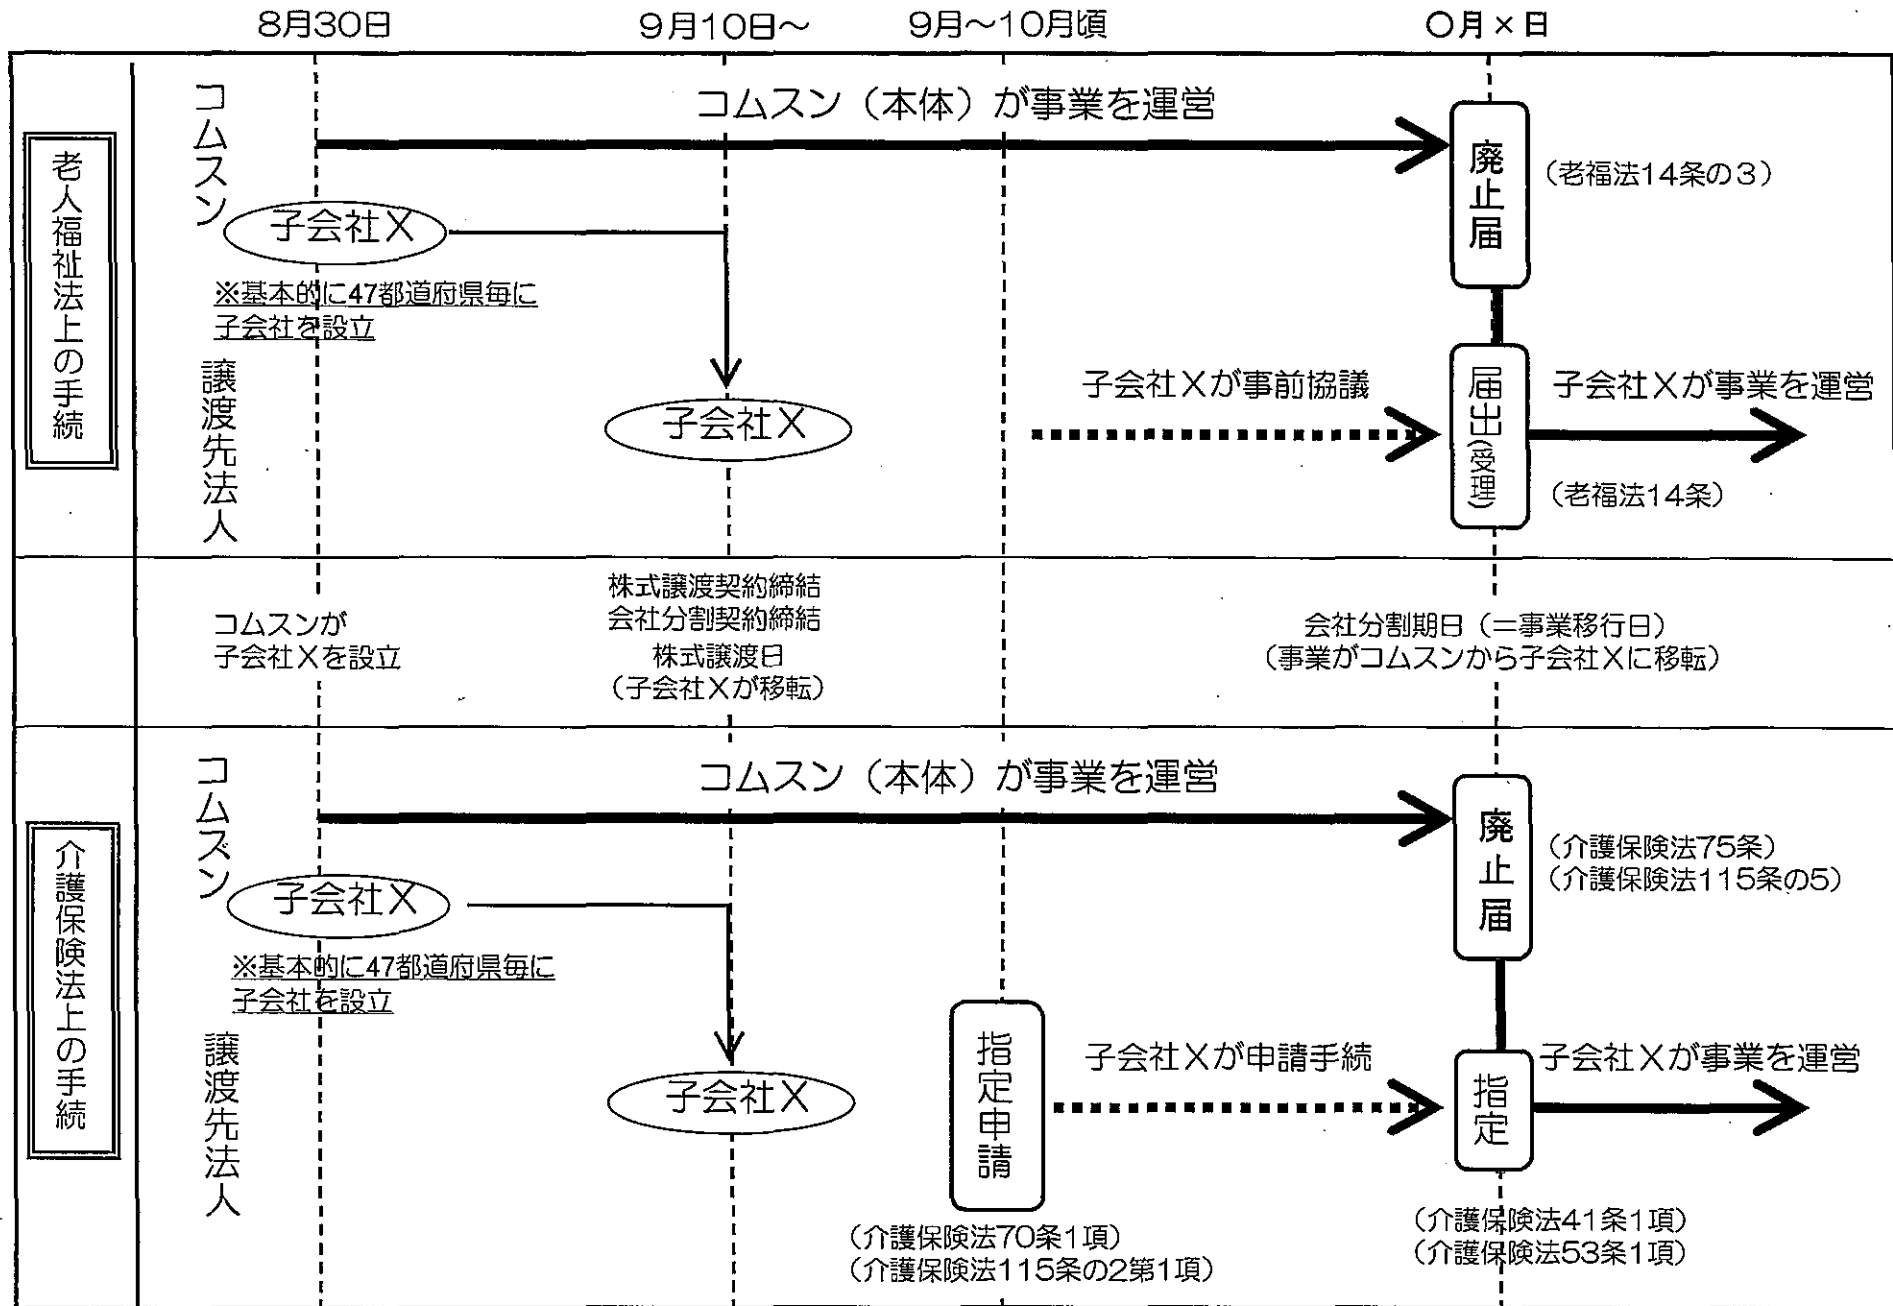 8月30日
9月10日～
9月～10月頃
〇月×日
老人福祉法上の手続
コムスン
コムスン（本体）が事業を運営
廃止届
（老福法14条の3）
子会社X
※基本的に47都道府県毎に
子会社を設立
譲渡先法人
子会社X
子会社Xが事前協議
届出(受理)
子会社Xが事業を運営
（老福法14条）
コムスンが
子会社Xを設立
株式譲渡契約締結
会社分割契約締結
株式譲渡日
（子会社Xが移転）
会社分割期日（＝事業移行日）
（事業がコムスンから子会社Xに移転）
介護保険法上の手続
コムスン
コムスン（本体）が事業を運営
廃止届
（介護保険法75条）
（介護保険法115条の5）
子会社X
※基本的に47都道府県毎に
子会社を設立
譲渡先法人
子会社X
指定申請
子会社Xが申請手続
指定
子会社Xが事業を運営
（介護保険法70条1項）
（介護保険法115条の2第1項）
（介護保険法41条1項）
（介護保険法53条1項）